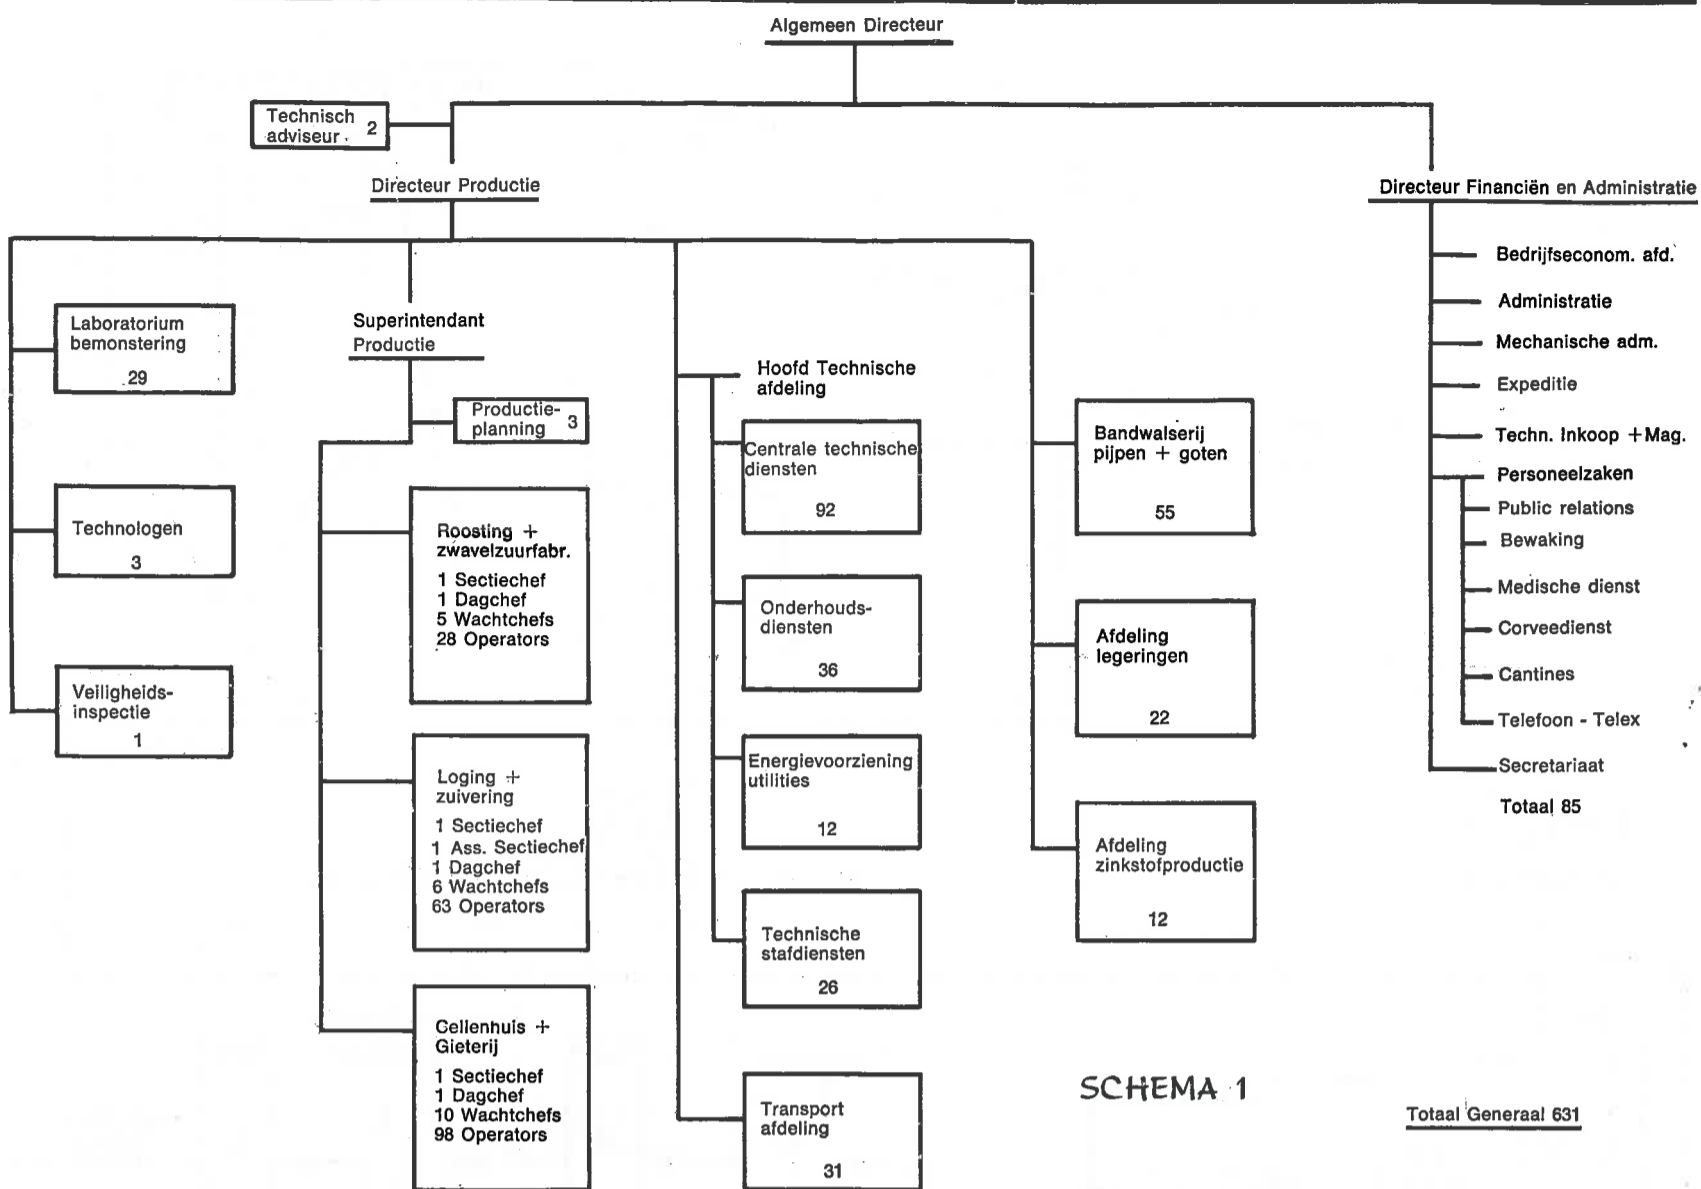 Algemeen Directeur
Technisch
adviseur 2
Directeur Productie
Directeur Financiën en Administratie
Laboratorium
bemonstering
29
Technologen
3
Veiligheids-
inspectie
1
Superintendant
Productie
Productie-
planning 3
Roosting +
zwavelzuurfabr.
1 Sectiechef
1 Dagchef
5 Wachtchefs
28 Operators
Loging +
zuivering
1 Sectiechef
1 Ass. Sectiechef
1 Dagchef
6 Wachtchefs
63 Operators
Cellenhuis +
Gieterij
1 Sectiechef
1 Dagchef
10 Wachtchefs
98 Operators
Hoofd Technische
afdeling
Centrale technische
diensten
92
Onderhouds-
diensten
36
Energievoorziening
utilities
12
Technische
stafdiensten
26
Transport
afdeling
31
Bandwalserij
pijpen + goten
55
Afdeling
legeringen
22
Afdeling
zinkstofproductie
12
Bedrijfseconom. afd.
Administratie
Mechanische adm.
Expeditie
Techn. Inkoop +Mag.
Personeelzaken
Public relations
Bewaking
Medische dienst
Corveedienst
Cantines
Telefoon - Telex
Secretariaat
Totaal 85
SCHEMA 1
Totaal Generaal 631